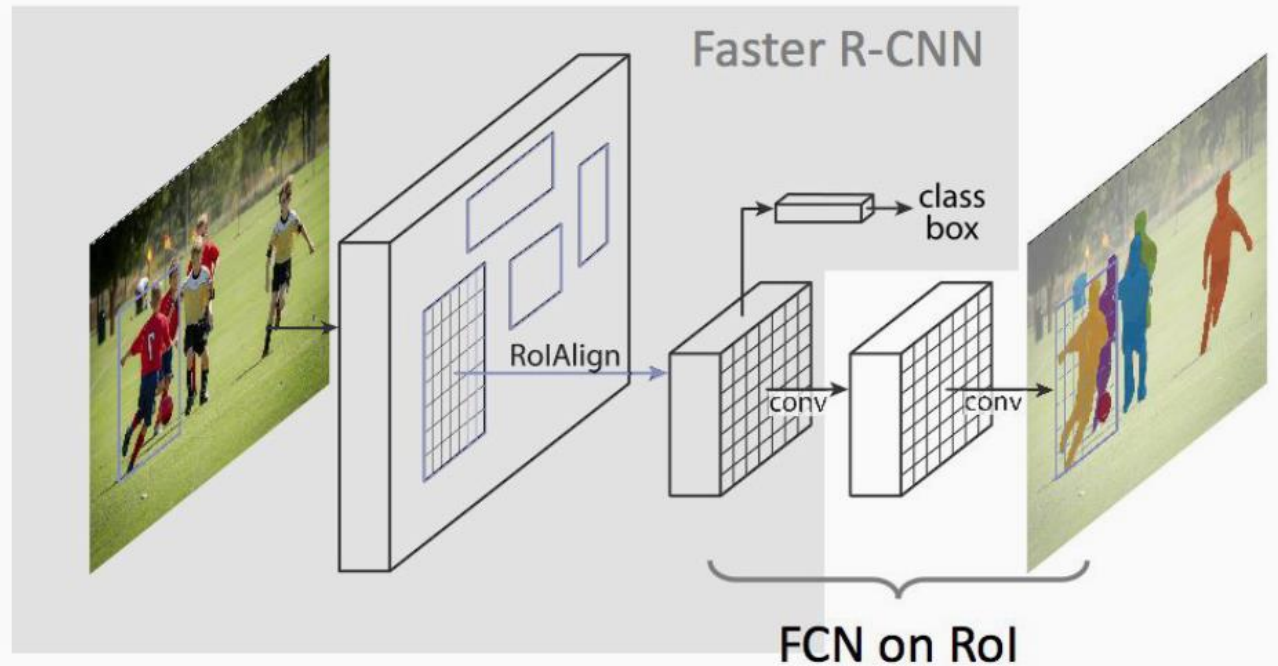 Faster R-CNN
class
box
RoIAlign
conv
conv
FCN on RoI